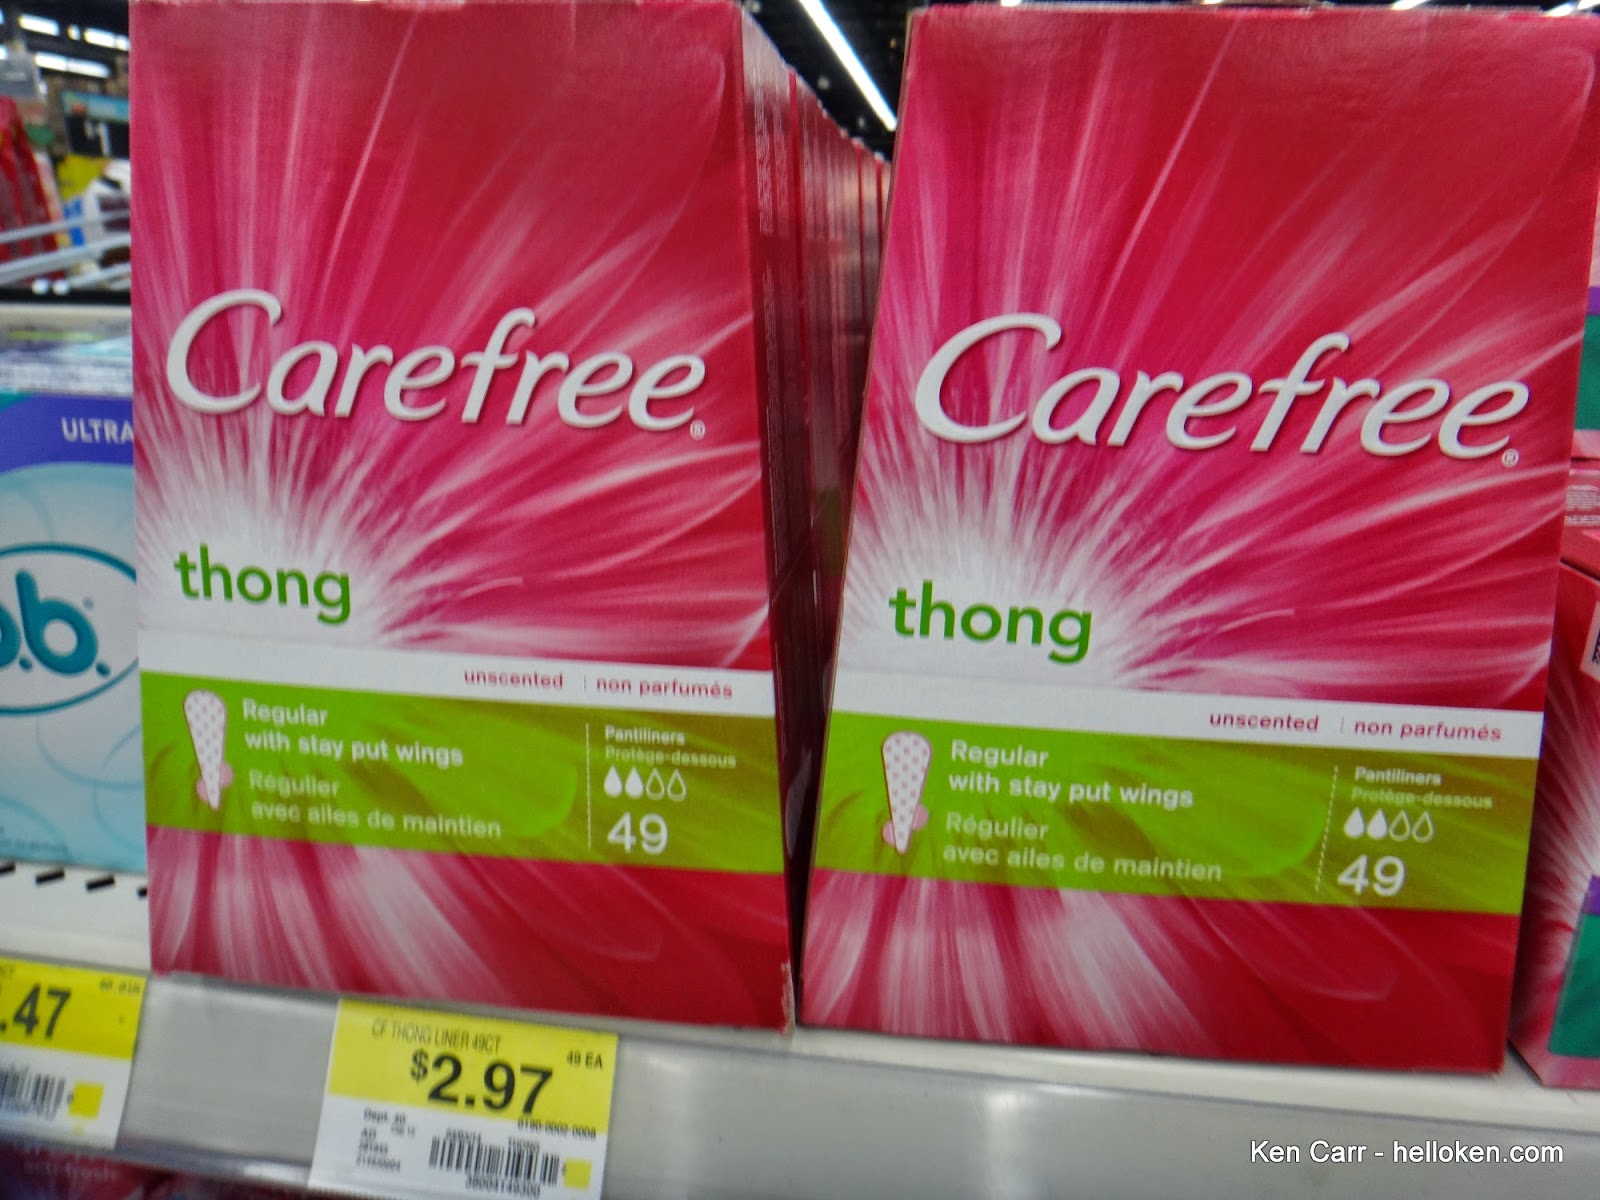 Carefree®
thong
unscented | non parfumés
Regular
with stay put wings
Régulier
avec ailes de maintien
Pantiliners
Protège-dessous
49
Carefree®
thong
unscented | non parfumés
Regular
with stay put wings
Régulier
avec ailes de maintien
Pantiliners
Protège-dessous
49
ULTRA
o.b.
.47
CF THONG LINER 49CT
49 EA
$2.97
Ken Carr - helloken.com